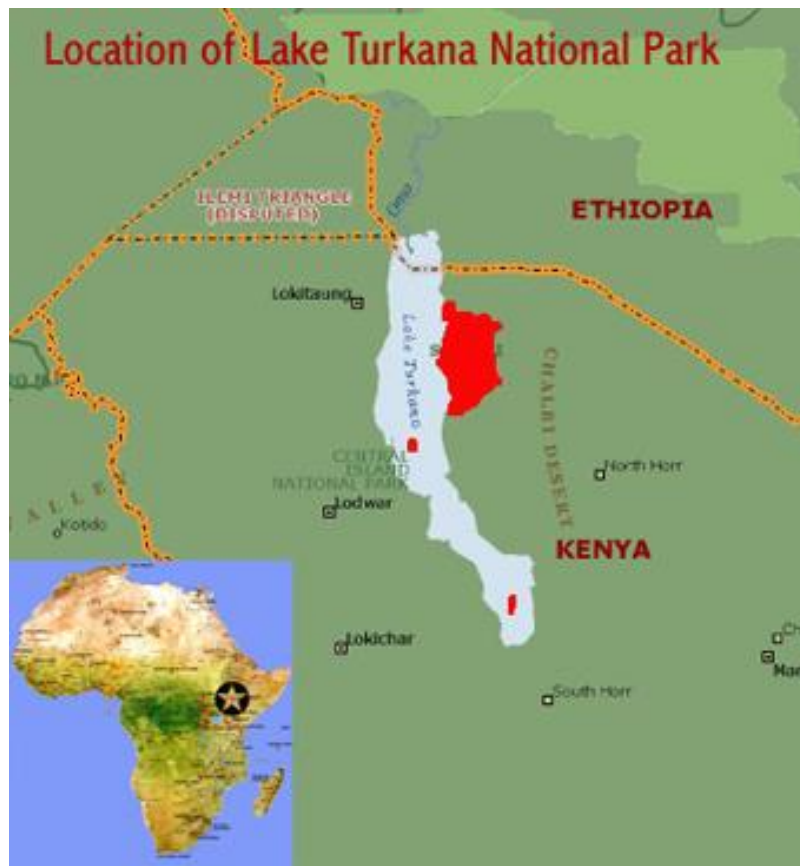 Location of Lake Turkana National Park
ILEMI TRIANGLE
(DISPUTED)
Omo
ETHIOPIA
Lokitaung
Lake Turkana
CHALBI DESERT
CENTRAL
ISLAND
NATIONAL PARK
North Horr
Lodwar
Kotido
KENYA
Lokichar
South Horr